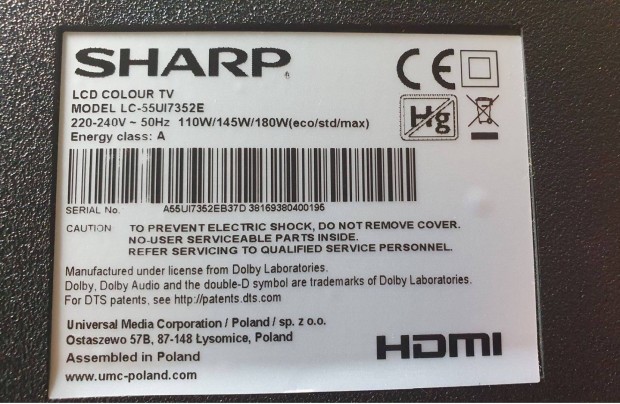 SHARP
LCD COLOUR TV
MODEL LC-55UI7352E
220-240V ~ 50Hz 110W/145W/180W(eco/std/max)
Energy class: A
CE
Hg
SERIAL No. A55UI7352EB37D 38169380400195
CAUTION TO PREVENT ELECTRIC SHOCK, DO NOT REMOVE COVER.
NO-USER SERVICEABLE PARTS INSIDE.
REFER SERVICING TO QUALIFIED SERVICE PERSONNEL.
Manufactured under license from Dolby Laboratories.
Dolby, Dolby Audio and the double-D symbol are trademarks of Dolby Laboratories.
For DTS patents, see http://patents.dts.com
Universal Media Corporation / Poland / sp. z o.o.
Ostaszewo 57B, 87-148 Łysomice, Poland
Assembled in Poland
www.umc-poland.com
HDMI